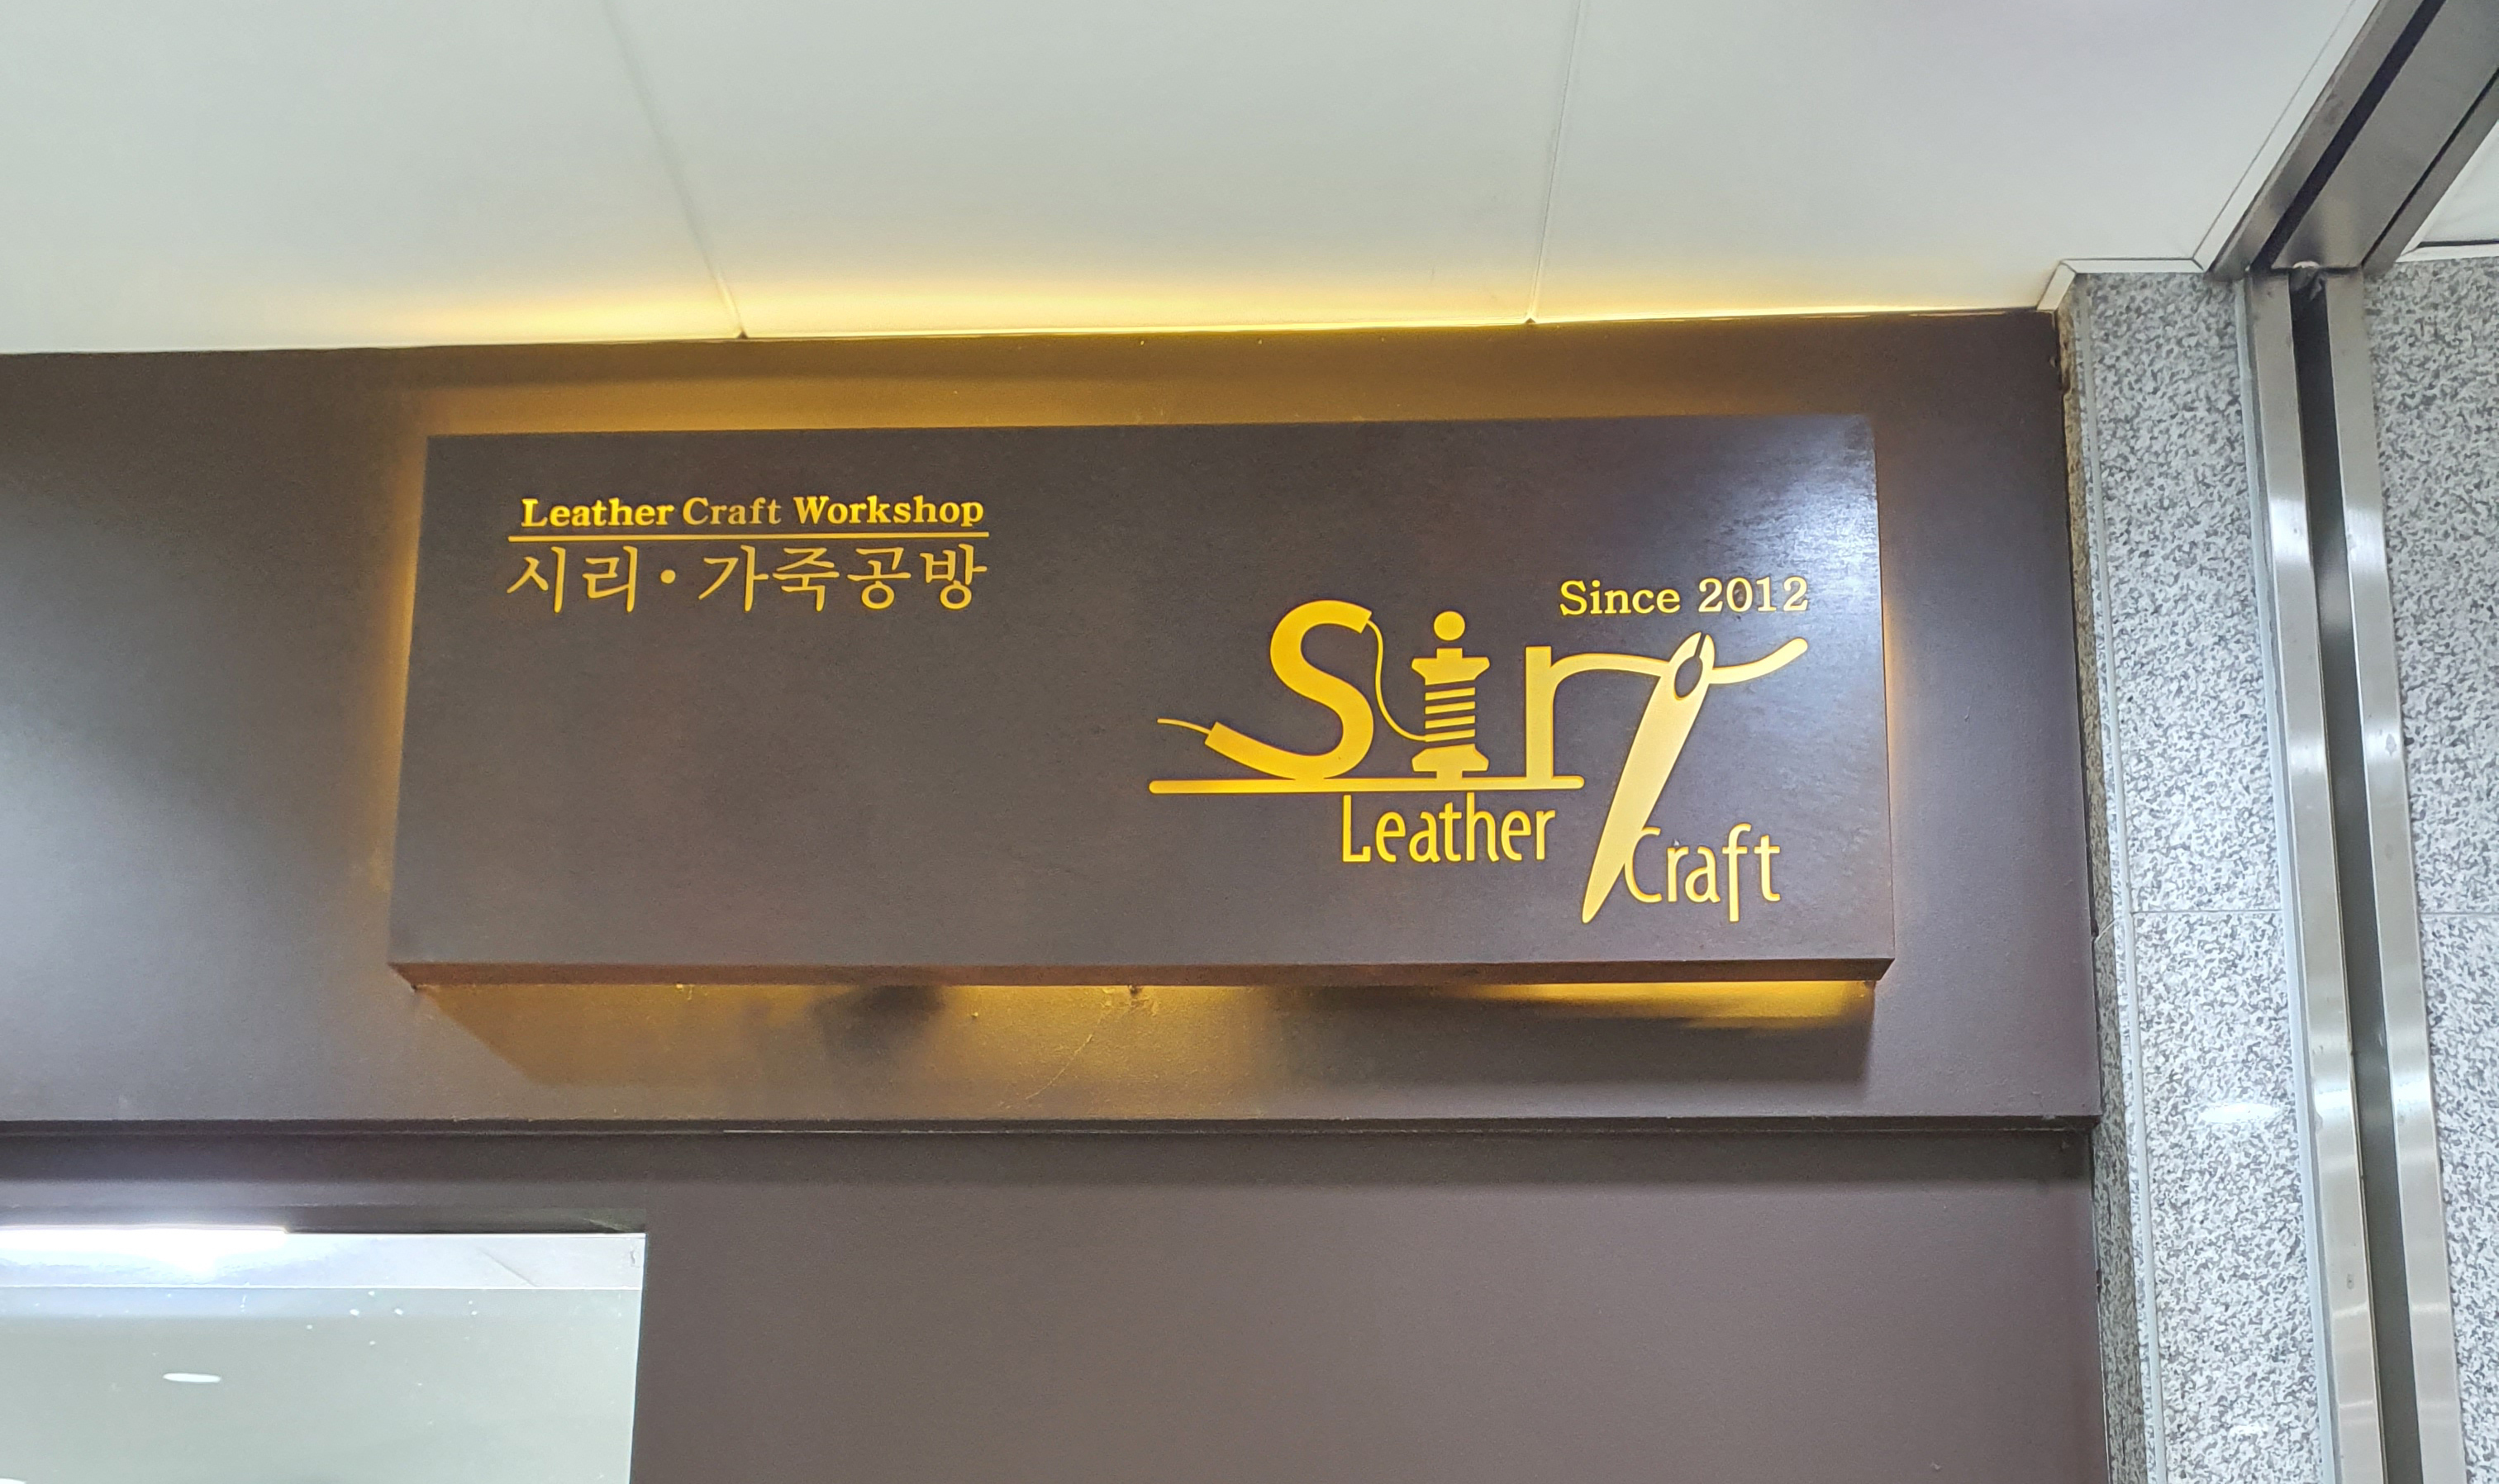 Leather Craft Workshop
시리·가죽공방
Since 2012
Siri
Leather
Craft